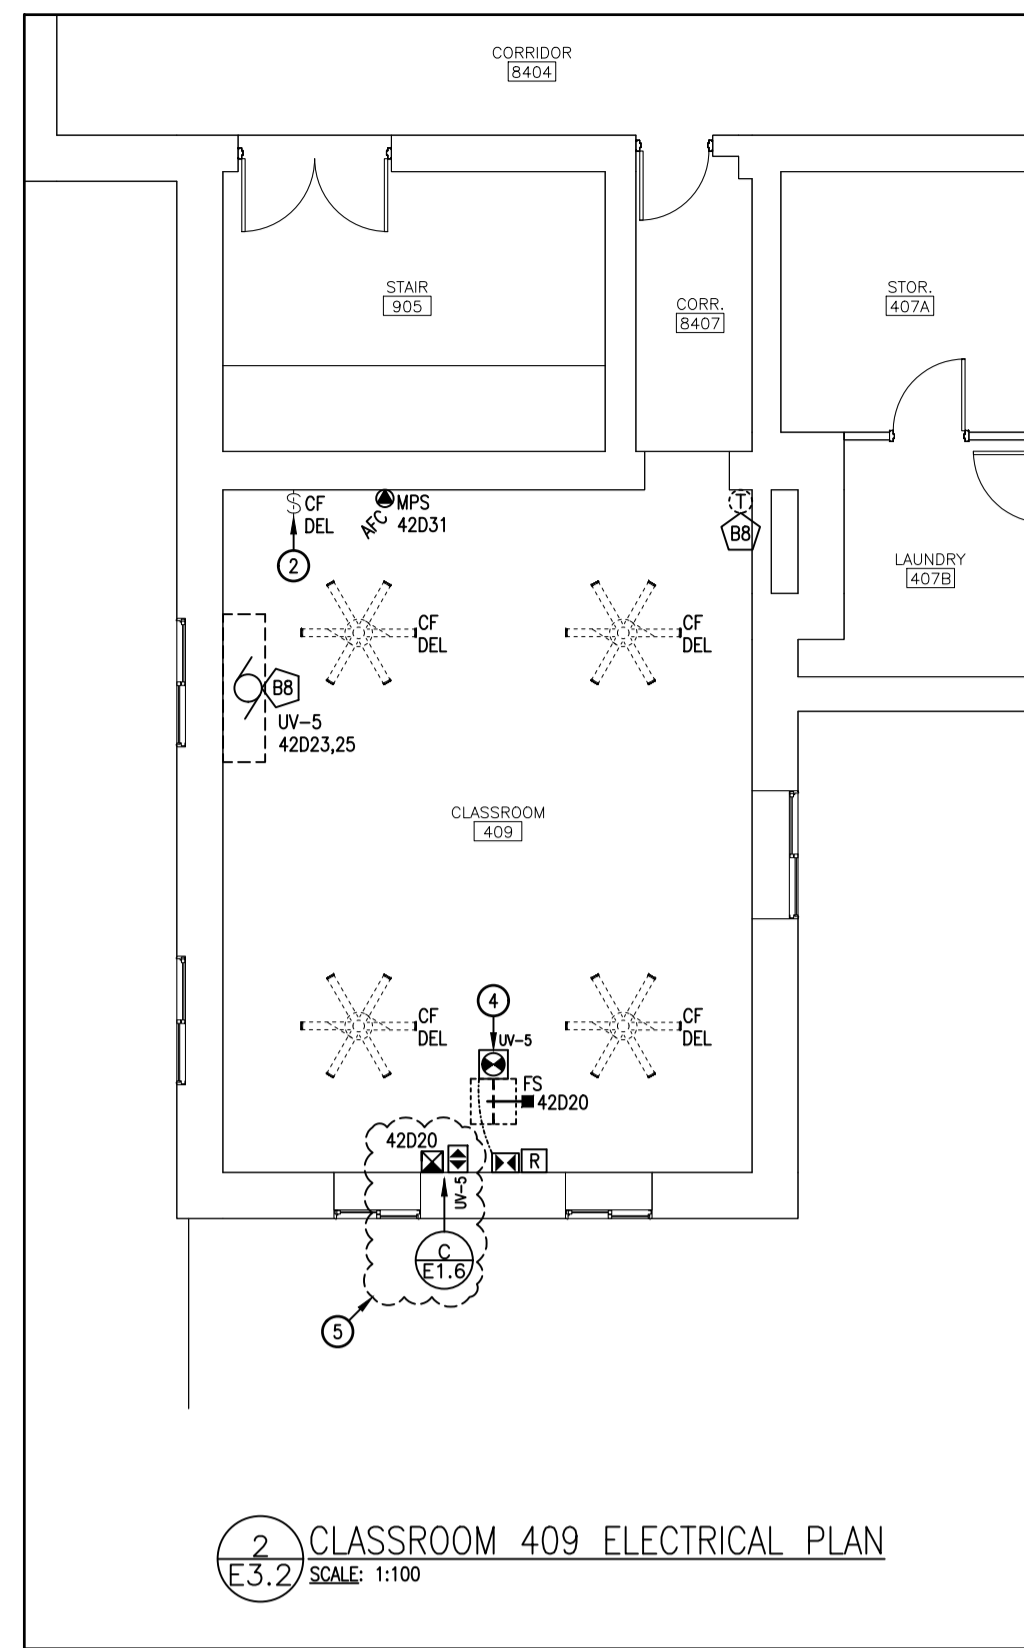 CORRIDOR
8404
STAIR
905
CORR.
8407
STOR.
407A
LAUNDRY
407B
S CF
DEL
2
AFC
MPS
42D31
T
B8
CF
DEL
CF
DEL
B8
UV-5
42D23,25
CLASSROOM
409
CF
DEL
4
UV-5
CF
DEL
FS
42D20
42D20
UV-5
R
C
E1.6
5
2
E3.2
CLASSROOM 409 ELECTRICAL PLAN
SCALE: 1:100